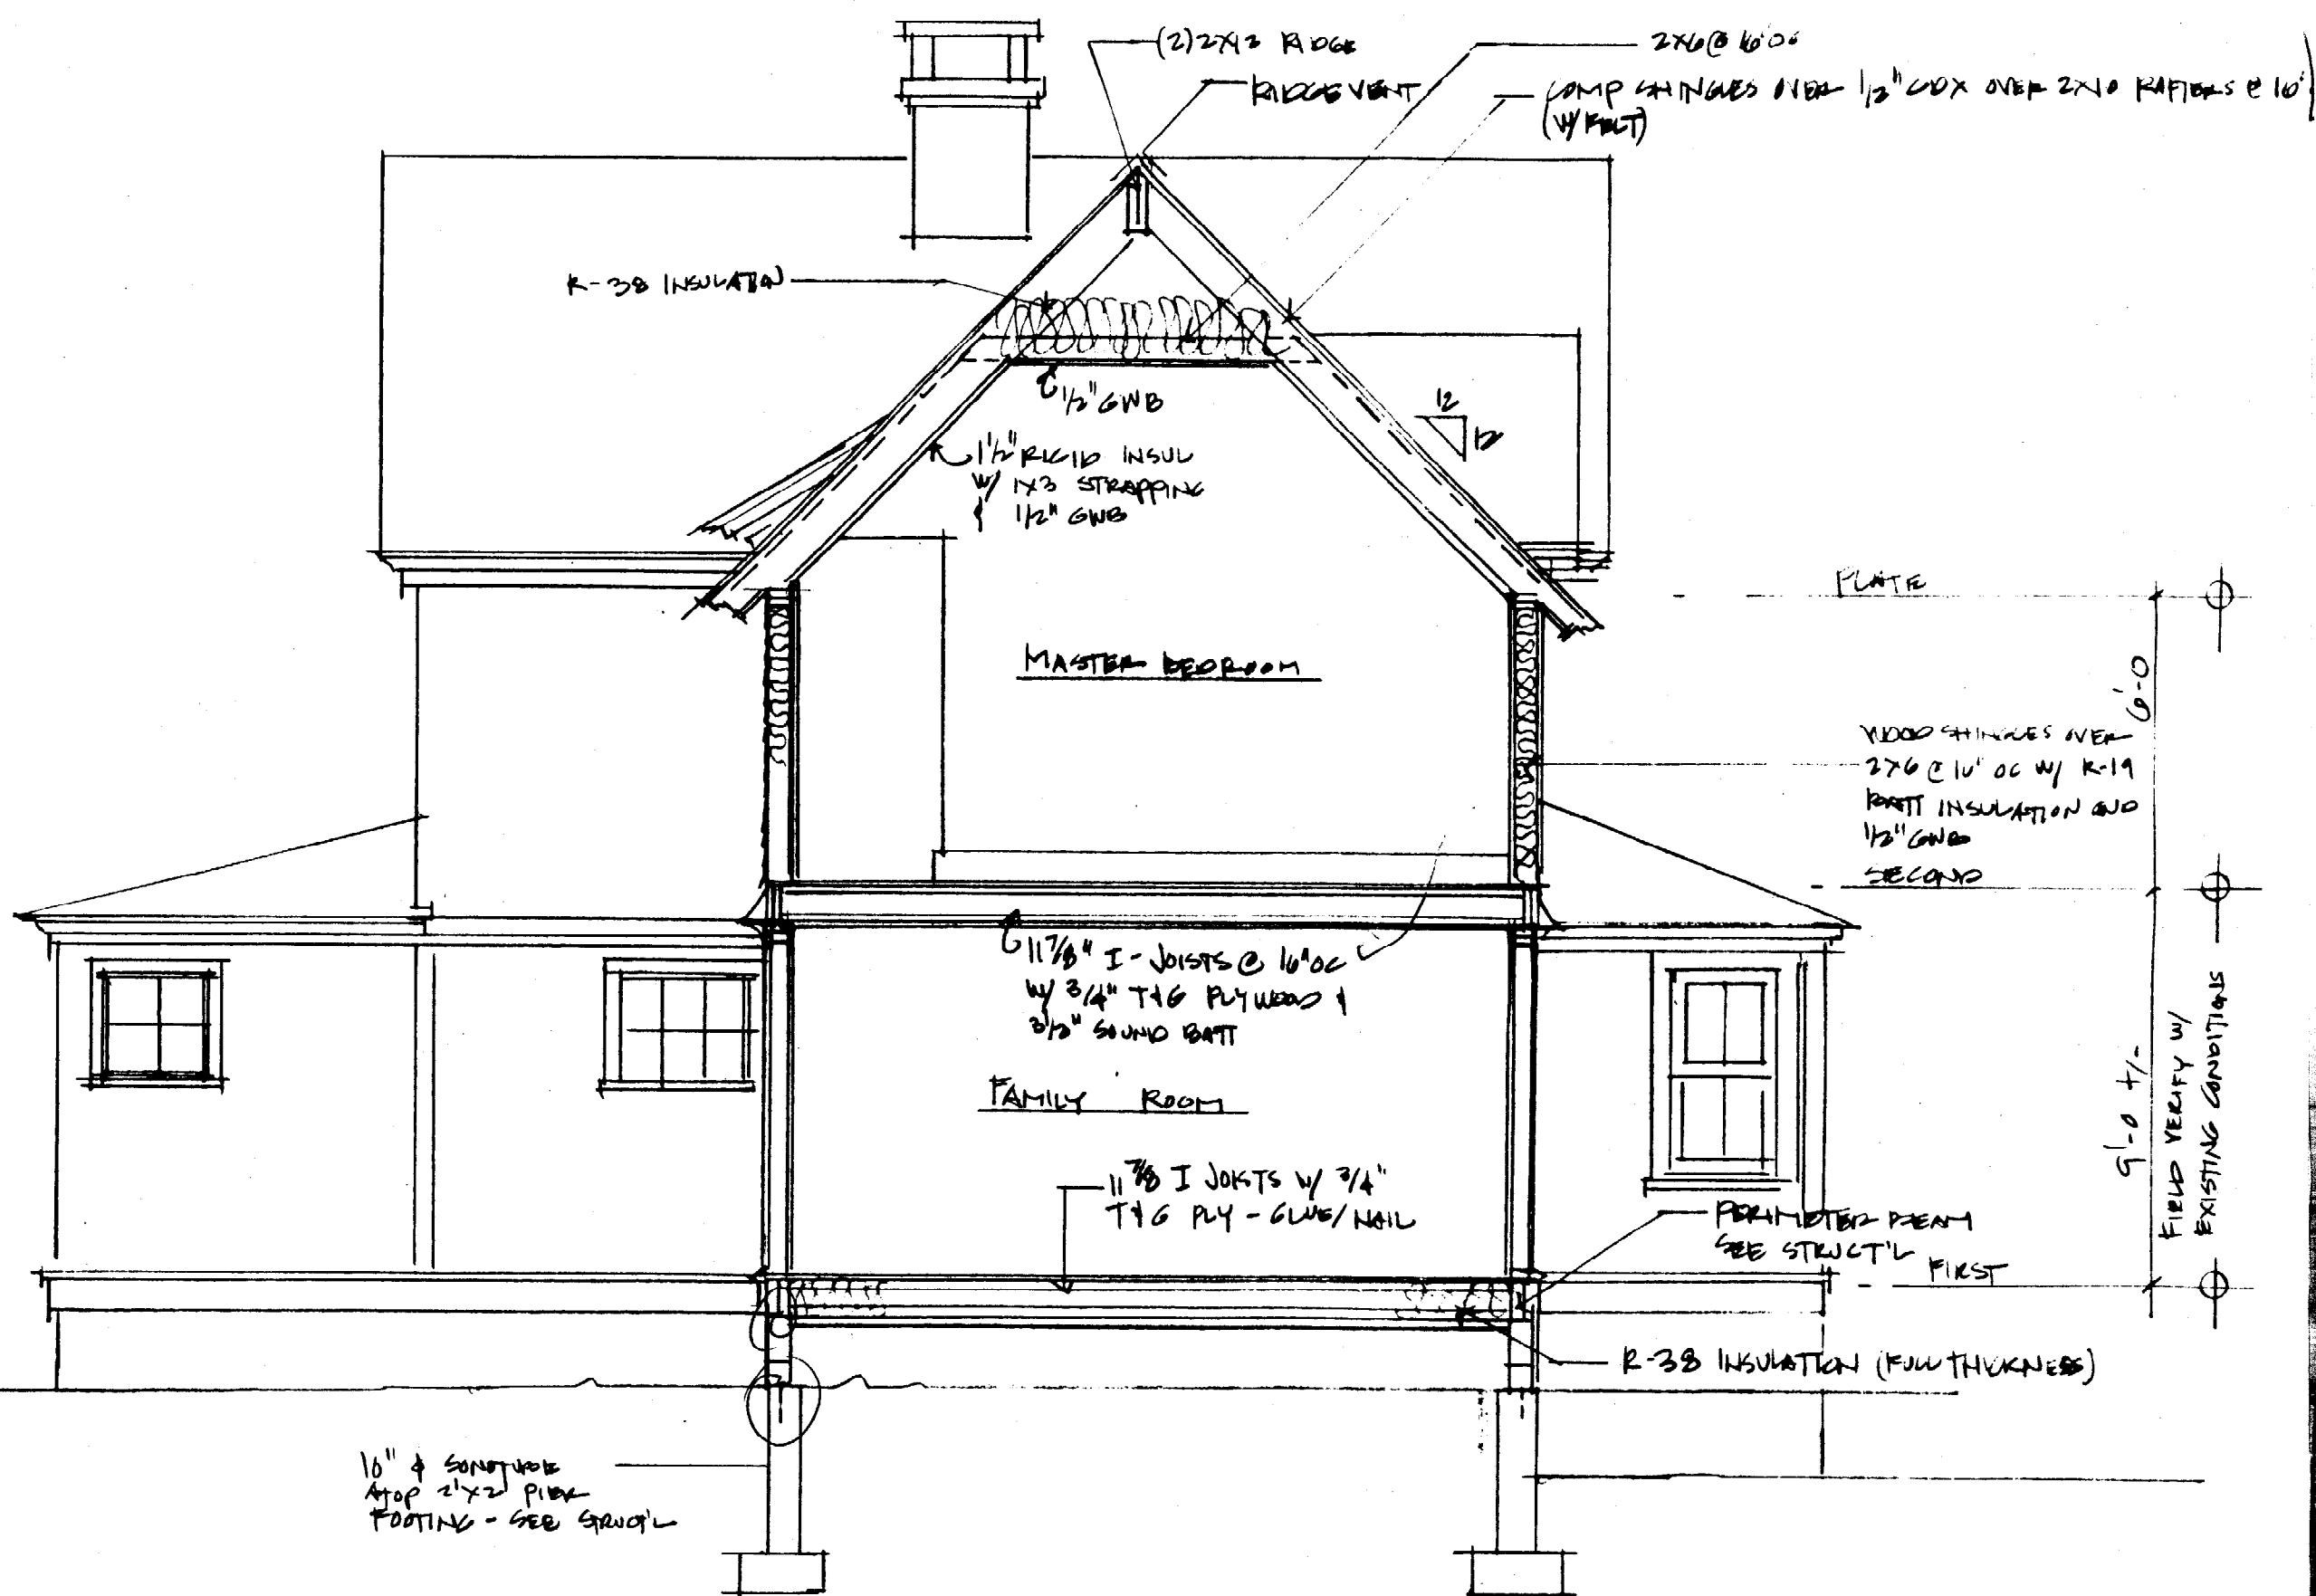 (2) 2X12 RIDGE
RIDGE VENT
2X6 @ 16" OC
COMP SHINGLES OVER 1/2" CDX OVER 2X10 RAFTERS @ 16"
(W/ FELT)
R-38 INSULATION
1/2" GWB
12
12
1 1/2" RIGID INSUL
W/ 1X3 STRAPPING
& 1/2" GWB
PLATE
MASTER BEDROOM
6'-0
WOOD SHINGLES OVER
2X6 @ 16" OC W/ R-19
BATT INSULATION AND
1/2" GWB
SECOND
11 7/8" I-JOISTS @ 16" OC
W/ 3/4" T&G PLYWOOD &
3 1/2" SOUND BATT
FAMILY ROOM
9'-0 +/-
FIELD VERIFY W/
EXISTING CONDITIONS
11 7/8 I JOISTS W/ 3/4"
T&G PLY - GLUE/NAIL
PERIMETER BEAM
SEE STRUCT'L
FIRST
R-38 INSULATION (FULL THICKNESS)
10" φ SONOTUBE
ATOP 2'X2' PIER
FOOTING - SEE STRUCT'L